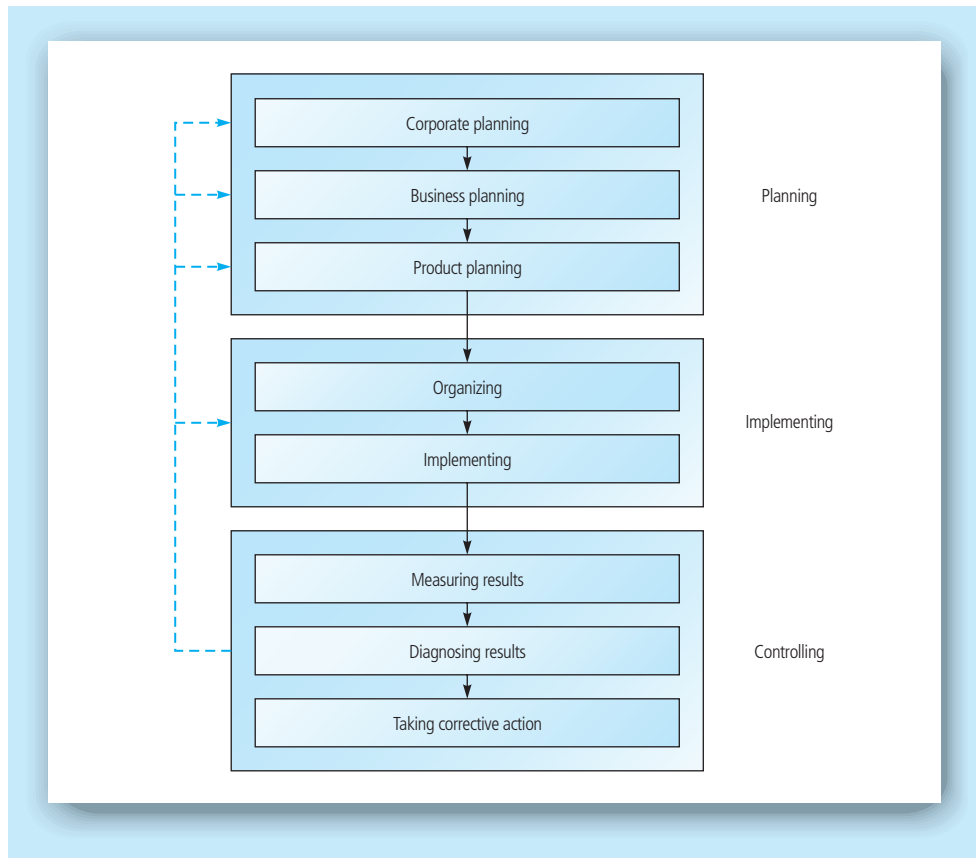 Corporate planning
Business planning
Planning
Product planning
Organizing
Implementing
Implementing
Measuring results
Diagnosing results
Controlling
Taking corrective action